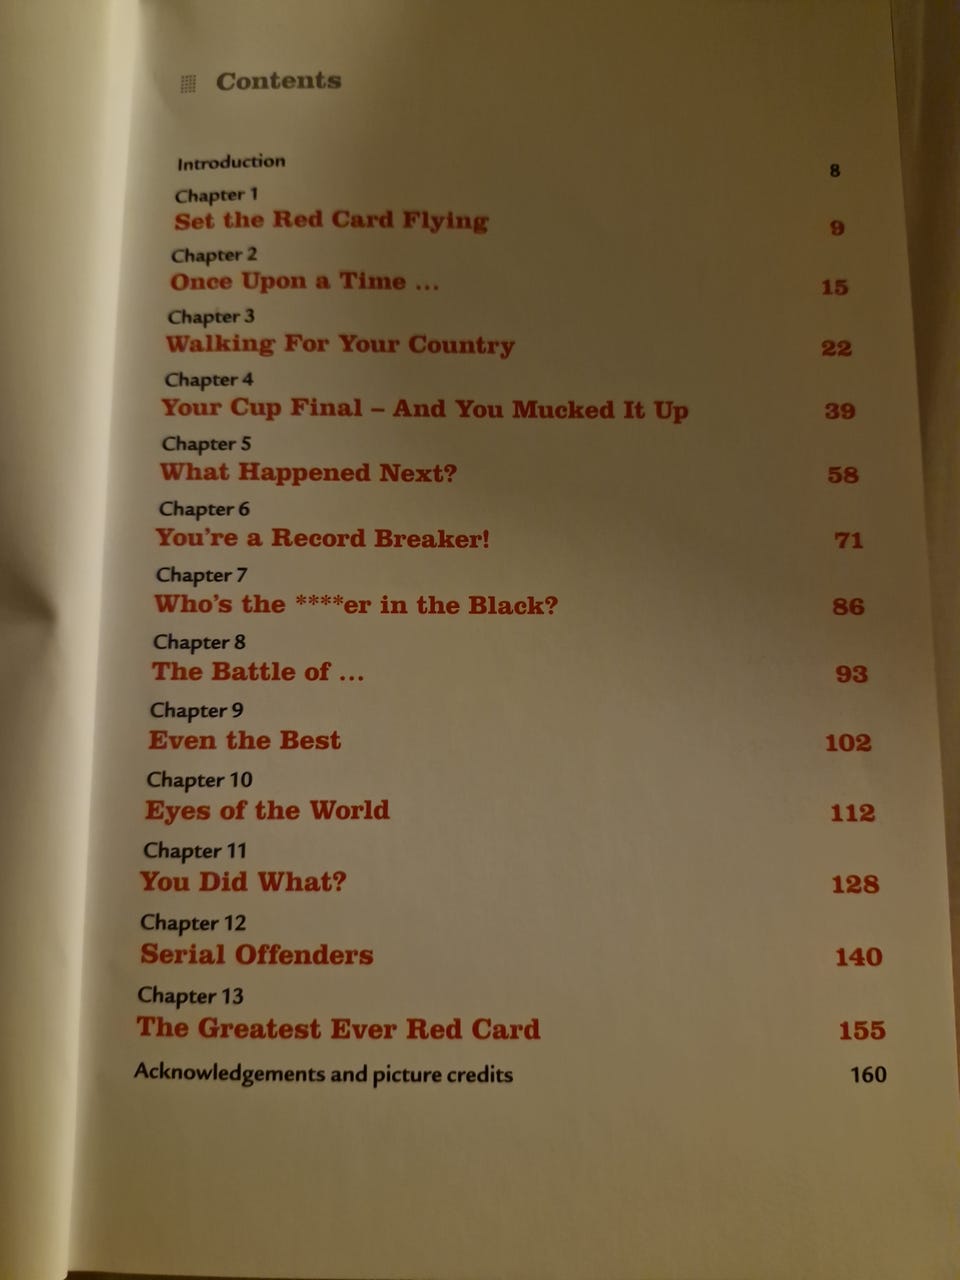 Contents
Introduction 8
Chapter 1
Set the Red Card Flying 9
Chapter 2
Once Upon a Time ... 15
Chapter 3
Walking For Your Country 22
Chapter 4
Your Cup Final – And You Mucked It Up 39
Chapter 5
What Happened Next? 58
Chapter 6
You're a Record Breaker! 71
Chapter 7
Who's the ****er in the Black? 86
Chapter 8
The Battle of ... 93
Chapter 9
Even the Best 102
Chapter 10
Eyes of the World 112
Chapter 11
You Did What? 128
Chapter 12
Serial Offenders 140
Chapter 13
The Greatest Ever Red Card 155
Acknowledgements and picture credits 160